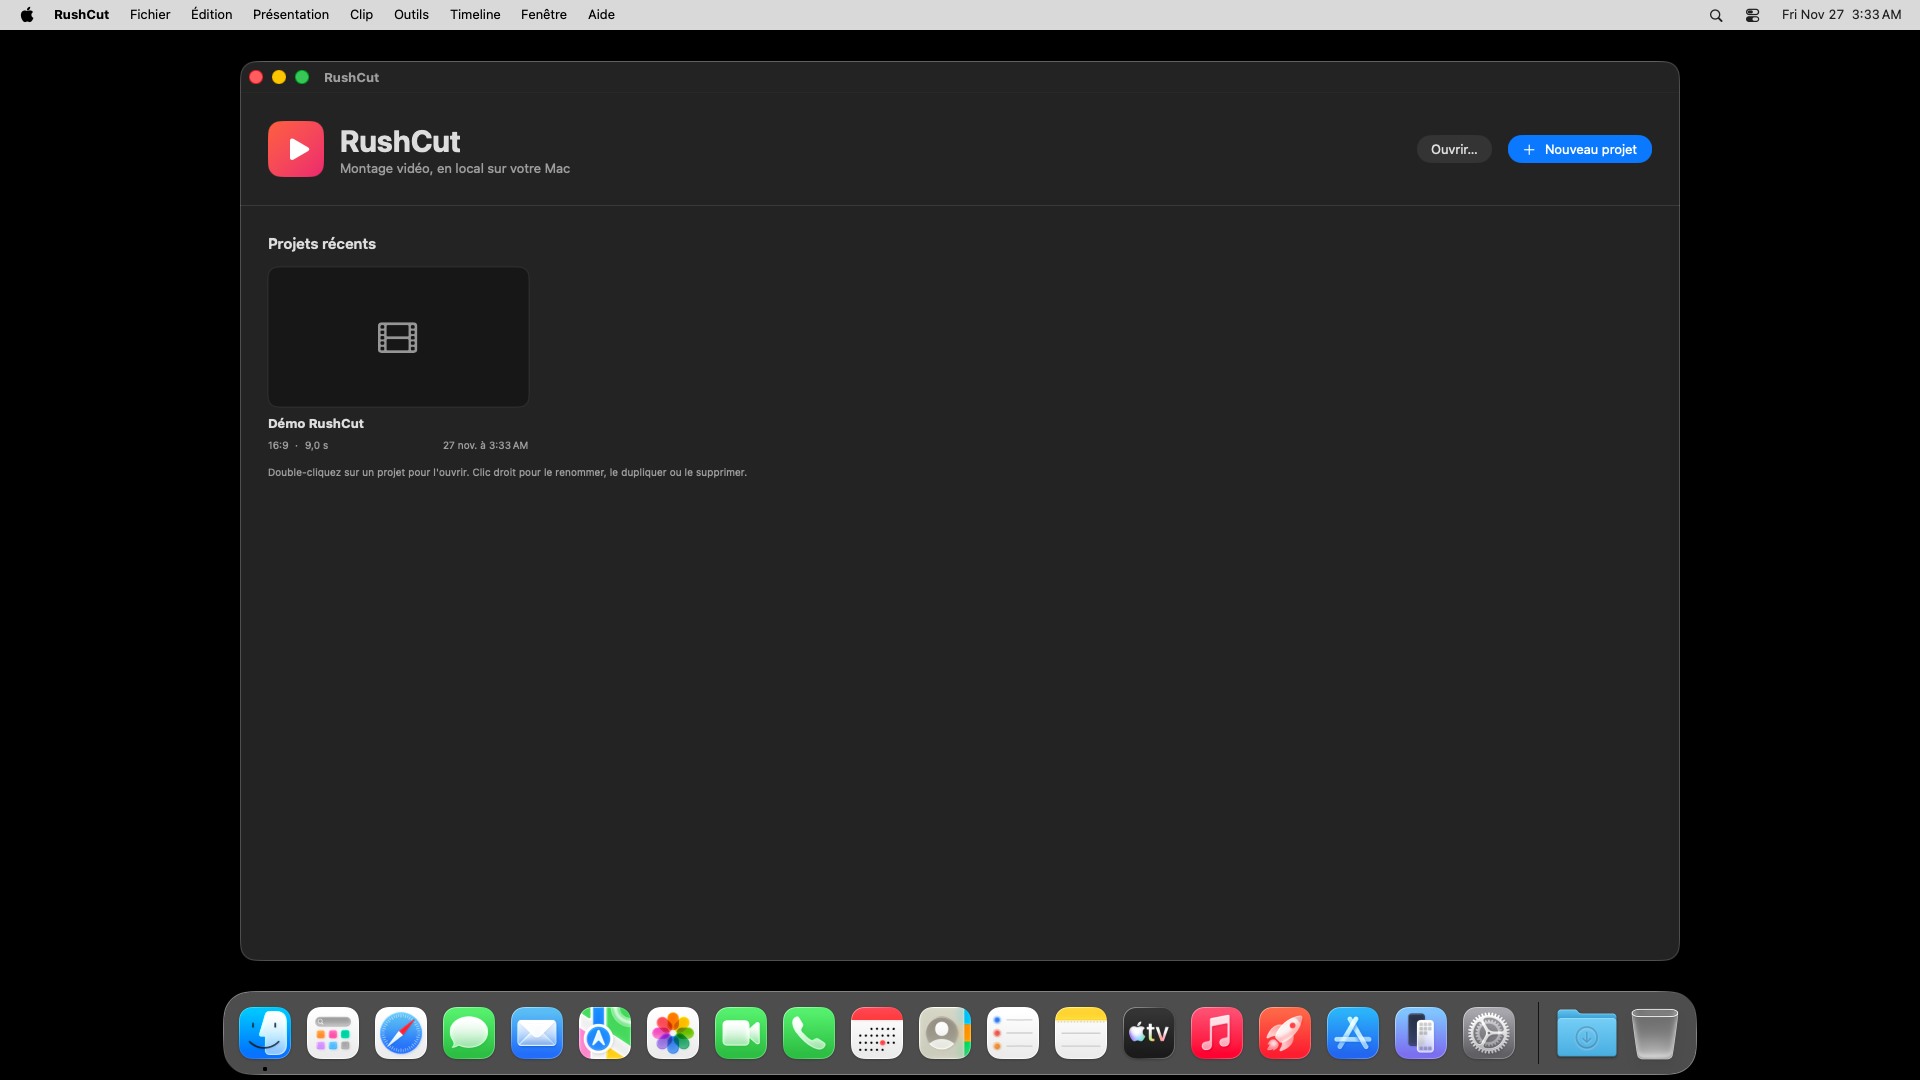 RushCut Fichier Édition Présentation Clip Outils Timeline Fenêtre Aide Fri Nov 27 3:33 AM
RushCut
RushCut
Montage vidéo, en local sur votre Mac
Ouvrir... + Nouveau projet
Projets récents
Démo RushCut
16:9 · 9,0 s 27 nov. à 3:33 AM
Double-cliquez sur un projet pour l'ouvrir. Clic droit pour le renommer, le dupliquer ou le supprimer.
tv